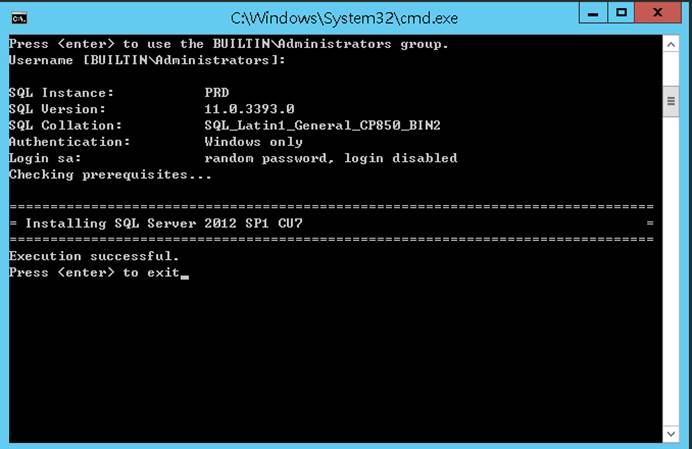 C:\Windows\System32\cmd.exe
Press <enter> to use the BUILTIN\Administrators group.
Username [BUILTIN\Administrators]:
SQL Instance: PRD
SQL Version: 11.0.3393.0
SQL Collation: SQL_Latin1_General_CP850_BIN2
Authentication: Windows only
Login sa: random password, login disabled
Checking prerequisites...
================================================================================
= Installing SQL Server 2012 SP1 CU7 =
================================================================================
Execution successful.
Press <enter> to exit_